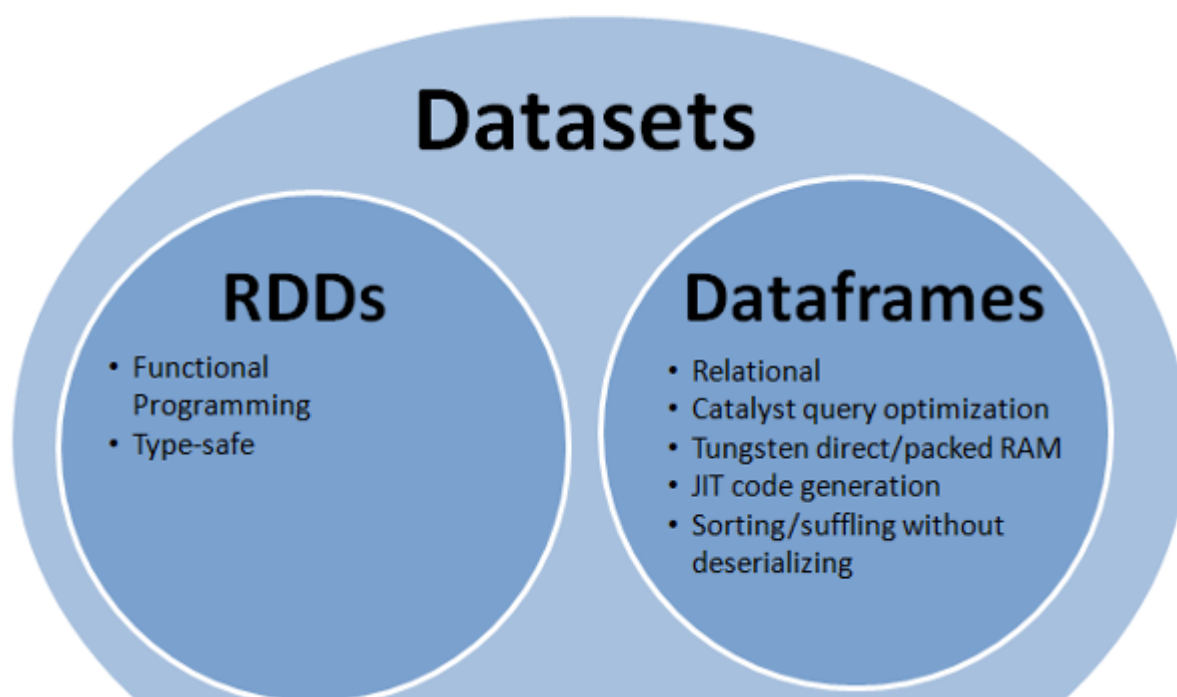 Datasets
RDDs
• Functional
Programming
• Type-safe
Dataframes
• Relational
• Catalyst query optimization
• Tungsten direct/packed RAM
• JIT code generation
• Sorting/suffling without
deserializing